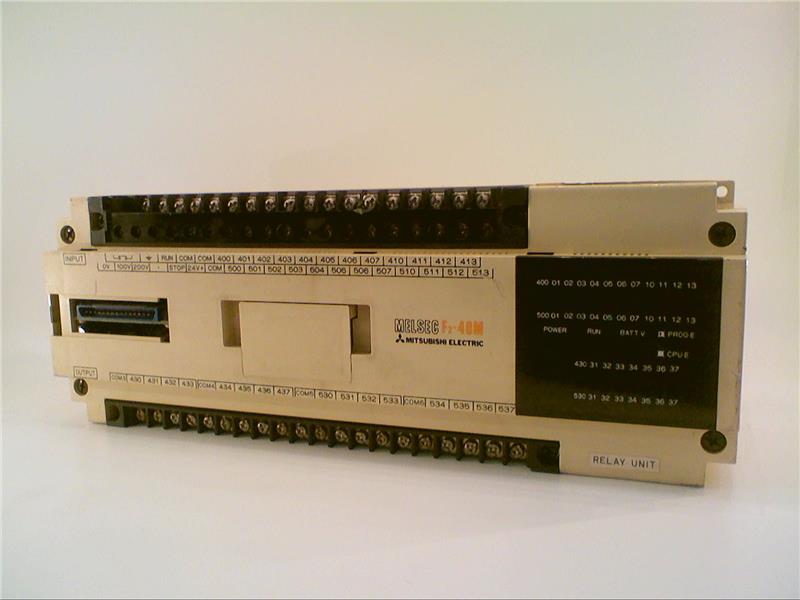 INPUT
RUN COM COM 400 401 402 403 404 405 406 407 410 411 412 413
0V 100V 200V - STOP 24V+ COM 500 501 502 503 504 505 506 507 510 511 512 513
MELSEC F₂-40M
MITSUBISHI ELECTRIC
400 01 02 03 04 05 06 07 10 11 12 13
500 01 02 03 04 05 06 07 10 11 12 13
POWER RUN BATT V PROG-E
CPU-E
430 31 32 33 34 35 36 37
530 31 32 33 34 35 36 37
OUTPUT
COM3 430 431 432 433 COM4 434 435 436 437 COM5 530 531 532 533 COM6 534 535 536 537
RELAY UNIT